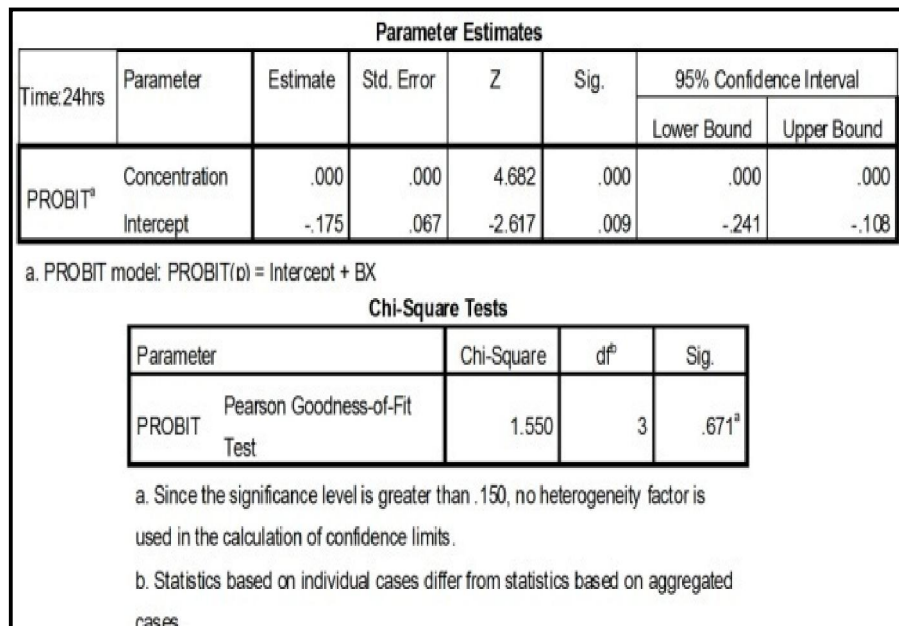 Parameter Estimates
Time:24hrs Parameter Estimate Std. Error Z Sig. 95% Confidence Interval
Lower Bound Upper Bound
PROBITᵃ Concentration .000 .000 4.682 .000 .000 .000
Intercept -.175 .067 -2.617 .009 -.241 -.108
a. PROBIT model: PROBIT(p) = Intercept + BX
Chi-Square Tests
Parameter Chi-Square dfᵇ Sig.
PROBIT Pearson Goodness-of-Fit Test 1.550 3 .671ᵃ
a. Since the significance level is greater than .150, no heterogeneity factor is
used in the calculation of confidence limits.
b. Statistics based on individual cases differ from statistics based on aggregated
cases